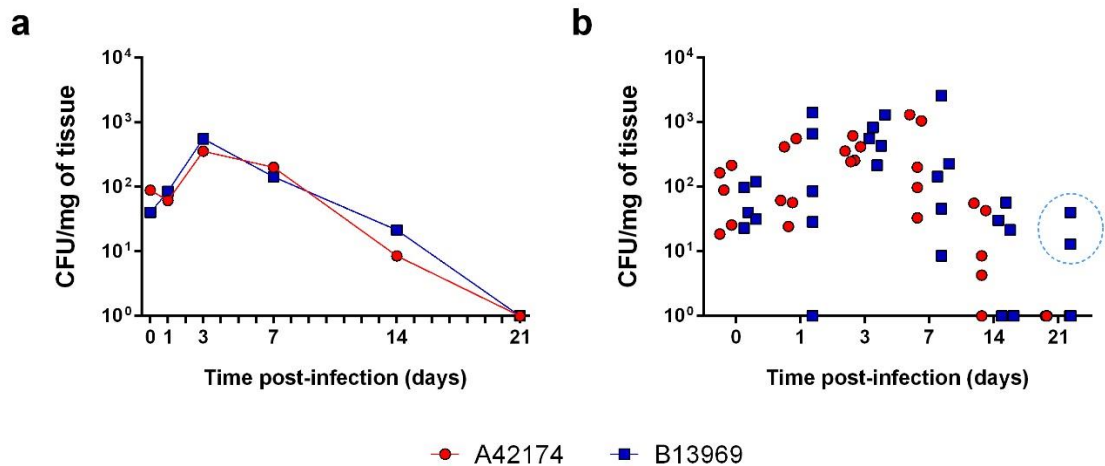 a
CFU/mg of tissue
10⁴
10³
10²
10¹
10⁰
0 1 3 7 14 21
Time post-infection (days)
b
CFU/mg of tissue
10⁴
10³
10²
10¹
10⁰
0 1 3 7 14 21
Time post-infection (days)
A42174 B13969